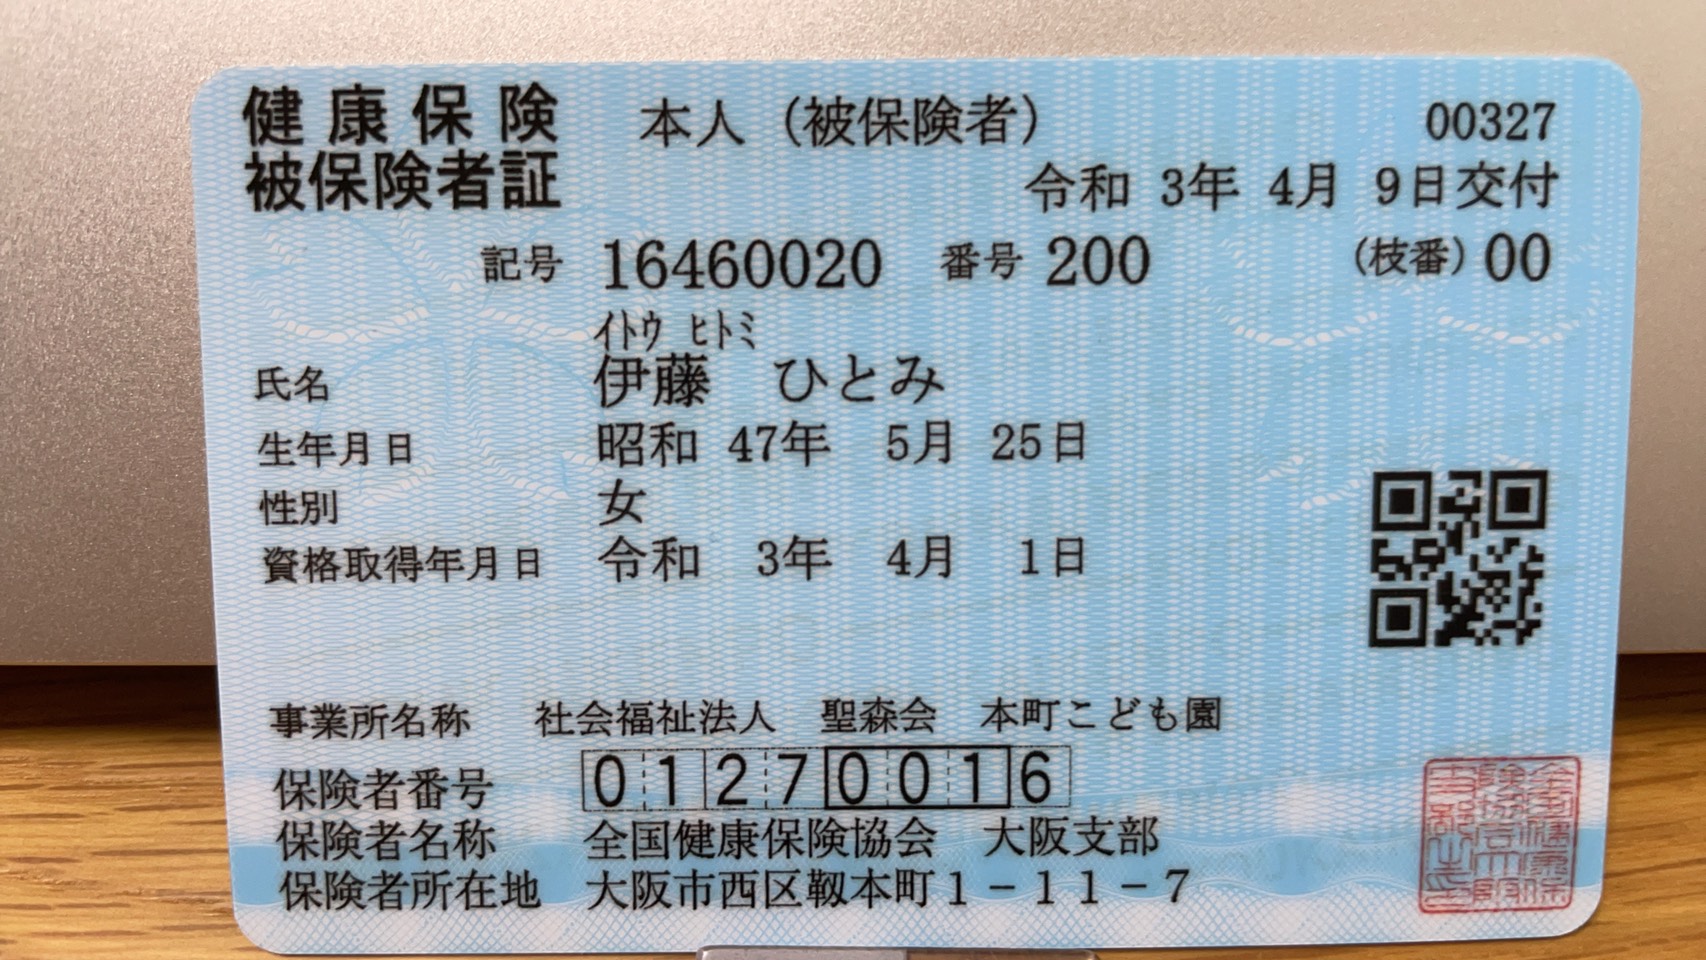 健康保険 本人（被保険者） 00327
被保険者証 令和 3年 4月 9日交付
記号 16460020 番号 200 （枝番）00
ｲﾄｳ ﾋﾄﾐ
氏名 伊藤 ひとみ
生年月日 昭和 47年 5月 25日
性別 女
資格取得年月日 令和 3年 4月 1日
事業所名称 社会福祉法人 聖森会 本町こども園
保険者番号 01270016
保険者名称 全国健康保険協会 大阪支部
保険者所在地 大阪市西区靱本町1－11－7